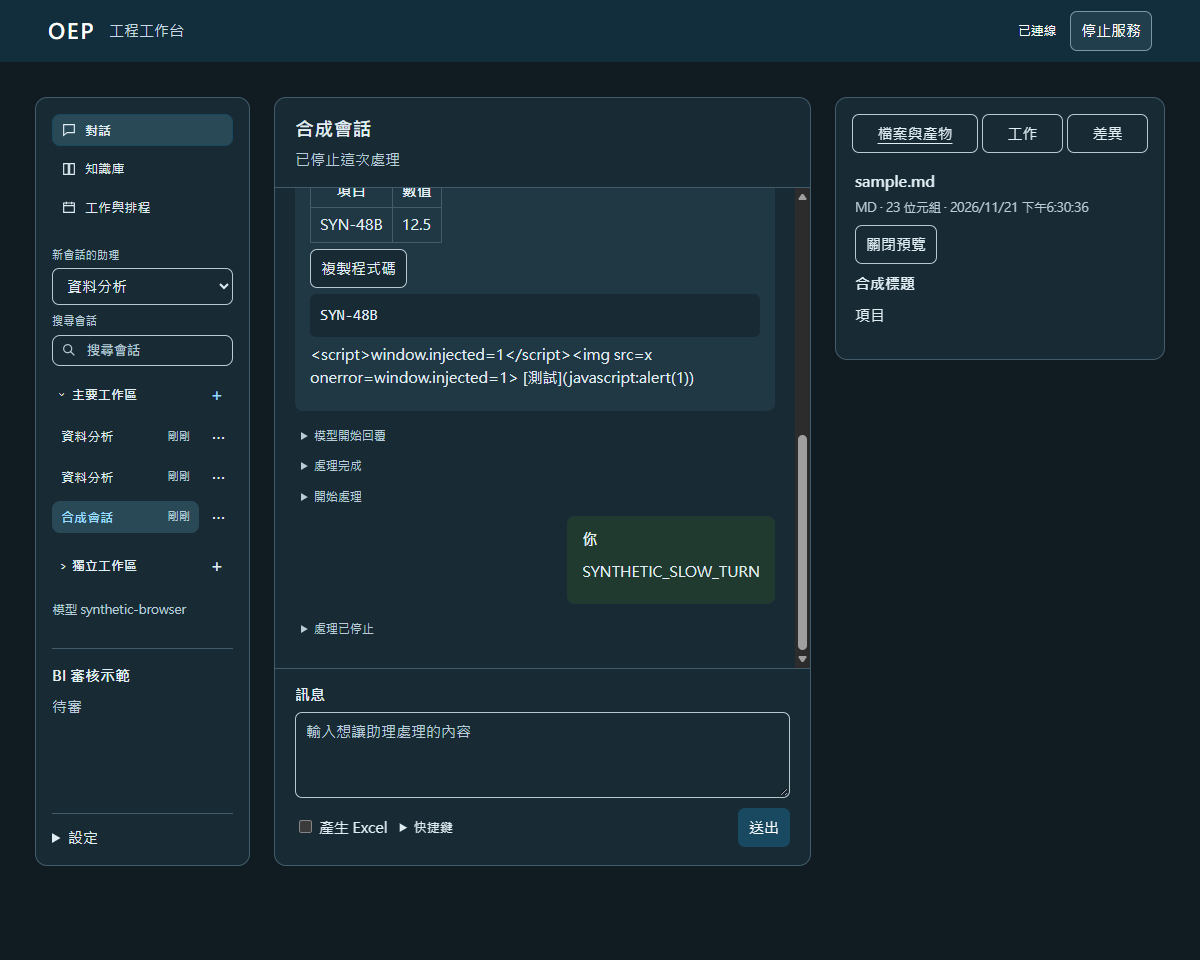 OEP 工程工作台
已連線 停止服務
對話
知識庫
工作與排程
新會話的助理
資料分析
搜尋會話
搜尋會話
主要工作區 +
資料分析 剛剛 ...
資料分析 剛剛 ...
合成會話 剛剛 ...
獨立工作區 +
模型 synthetic-browser
BI 審核示範
待審
設定
合成會話
已停止這次處理
項目 數值
SYN-48B 12.5
複製程式碼
SYN-48B
<script>window.injected=1</script><img src=x
onerror=window.injected=1> [測試](javascript:alert(1))
模型開始回覆
處理完成
開始處理
你
SYNTHETIC_SLOW_TURN
處理已停止
訊息
輸入想讓助理處理的內容
產生 Excel 快捷鍵
送出
檔案與產物 工作 差異
sample.md
MD · 23 位元組 · 2026/11/21 下午6:30:36
關閉預覽
合成標題
項目